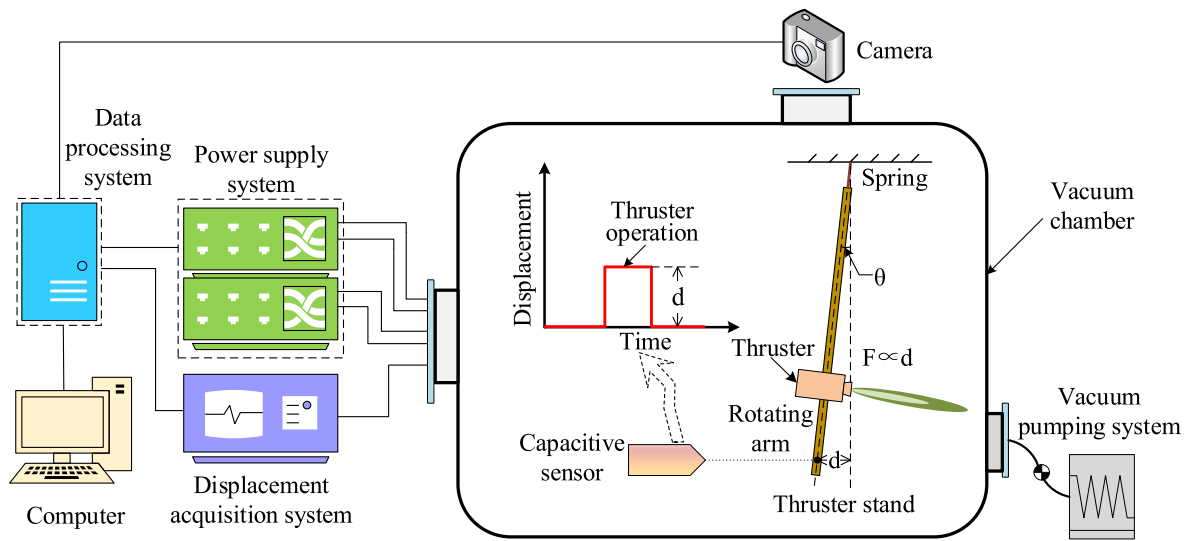 Camera
Data
processing
system
Power supply
system
Spring
Vacuum
chamber
Displacement
Thruster
operation
d
θ
Time
Thruster
F∝d
Rotating
arm
Capacitive
sensor
d
Thruster stand
Vacuum
pumping system
Computer
Displacement
acquisition system